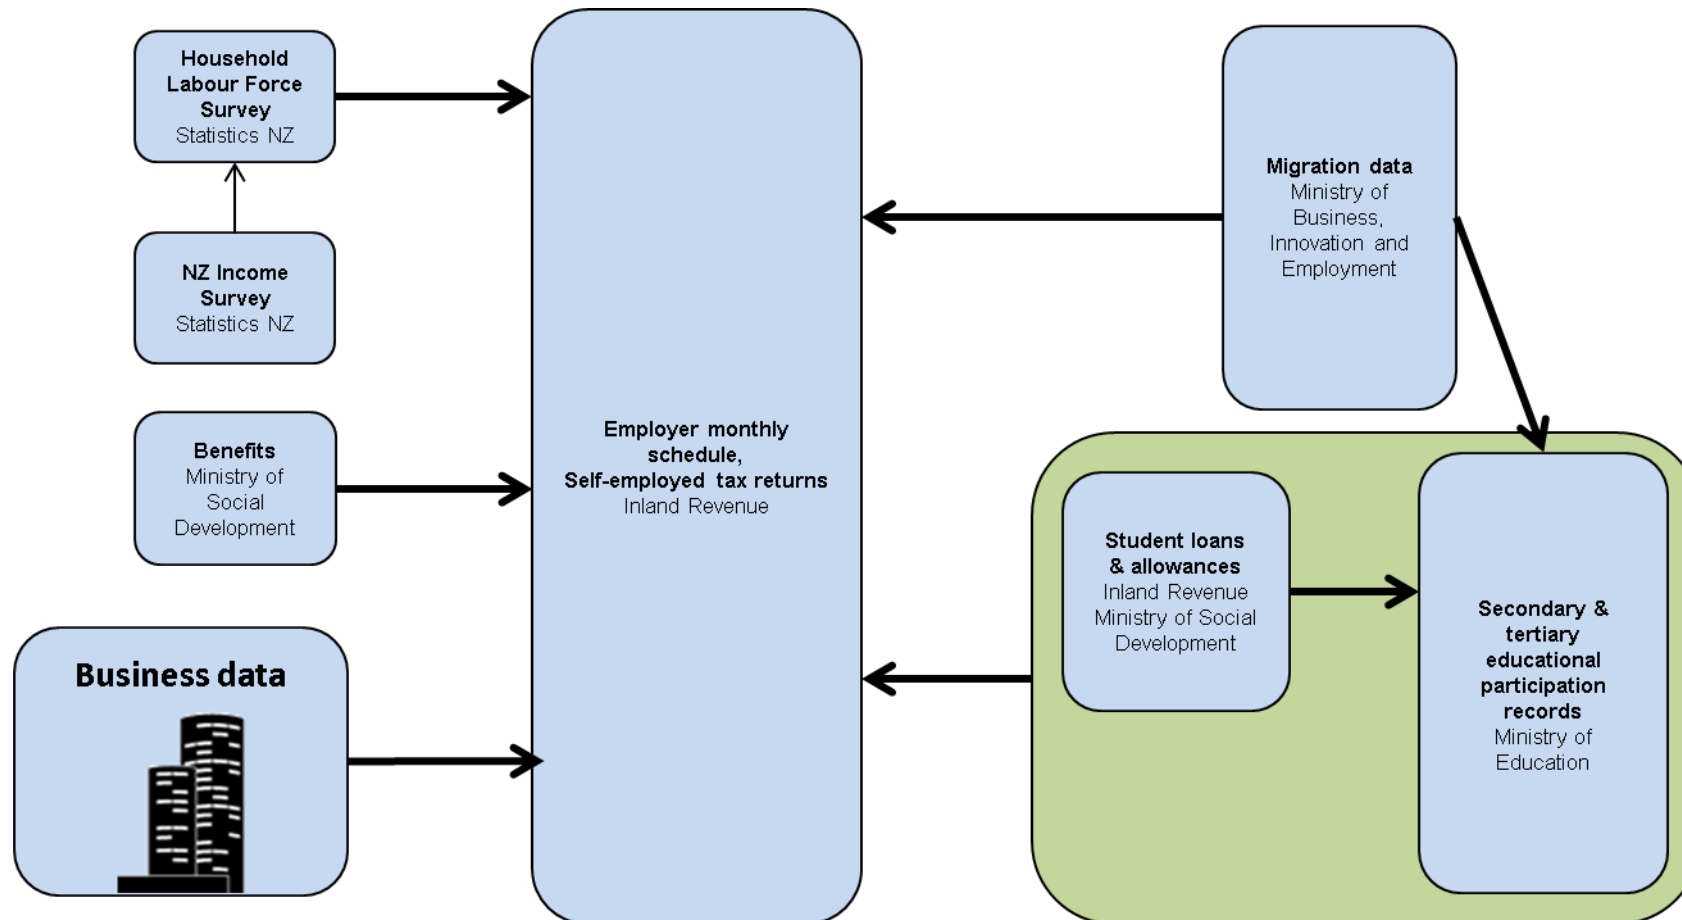 Household
Labour Force
Survey
Statistics NZ
NZ Income
Survey
Statistics NZ
Benefits
Ministry of
Social
Development
Business data
Employer monthly
schedule,
Self-employed tax returns
Inland Revenue
Migration data
Ministry of
Business,
Innovation and
Employment
Student loans
& allowances
Inland Revenue
Ministry of Social
Development
Secondary &
tertiary
educational
participation
records
Ministry of
Education